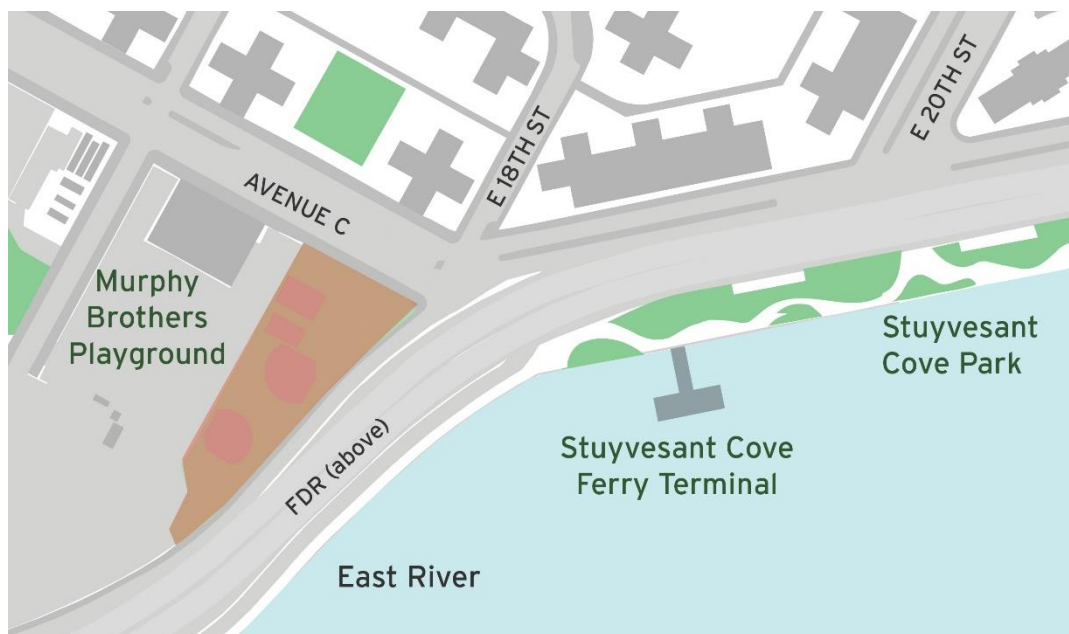 E 20TH ST
E 18TH ST
AVENUE C
Murphy
Brothers
Playground
Stuyvesant
Cove Park
FDR (above)
Stuyvesant Cove
Ferry Terminal
East River